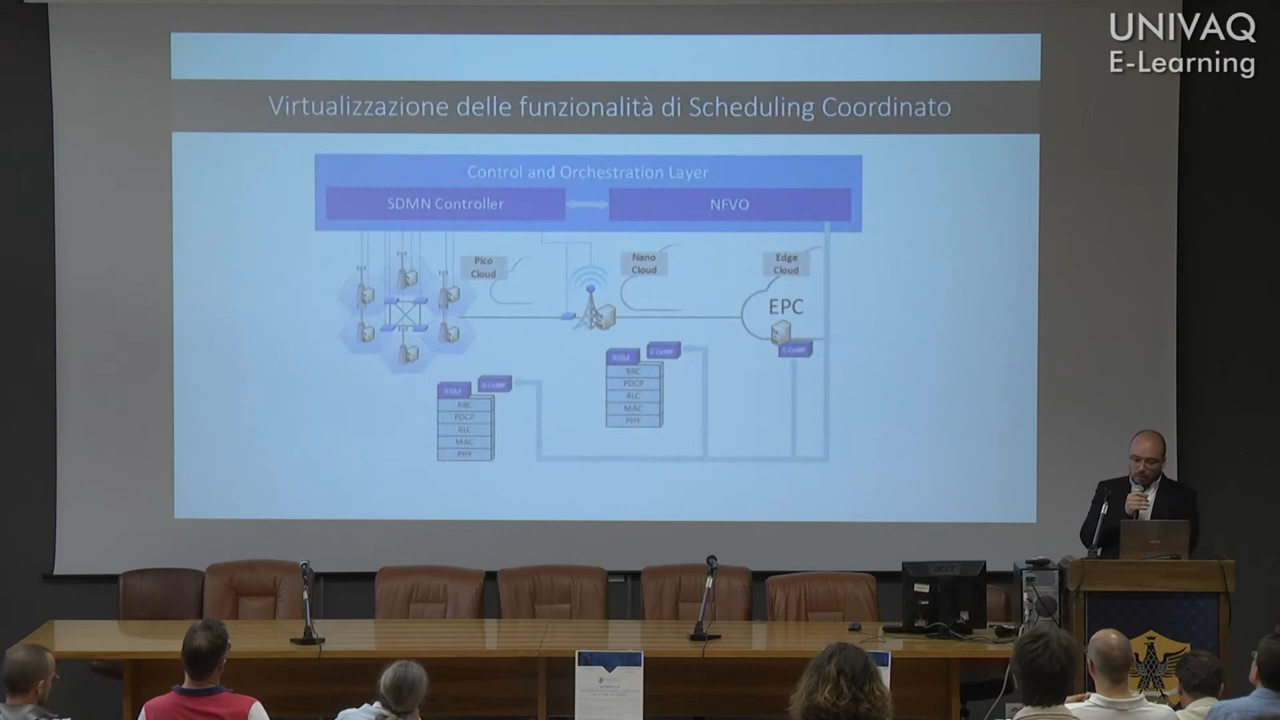 UNIVAQ
E-Learning
Virtualizzazione delle funzionalità di Scheduling Coordinato
Control and Orchestration Layer
SDMN Controller
NFVO
Pico
Cloud
Nano
Cloud
Edge
Cloud
EPC
RRC
PDCP
RLC
MAC
PHY
RRC
PDCP
RLC
MAC
PHY